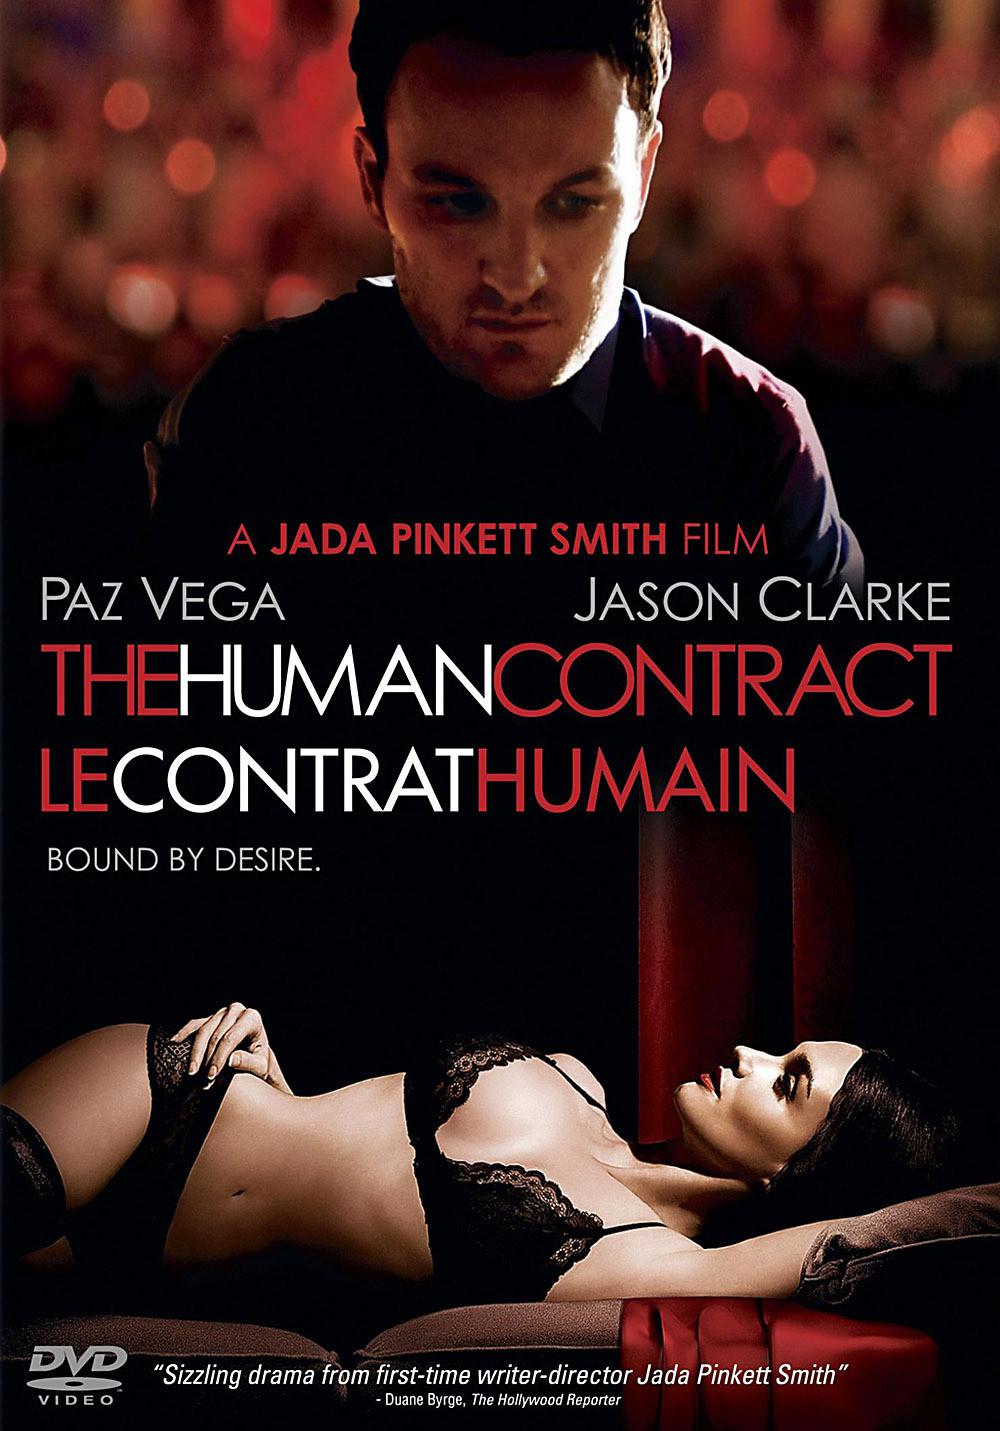 A JADA PINKETT SMITH FILM
PAZ VEGA JASON CLARKE
THEHUMANCONTRACT
LECONTRATHUMAIN
BOUND BY DESIRE.
DVD
VIDEO™
“Sizzling drama from first-time writer-director Jada Pinkett Smith”
- Duane Byrge, The Hollywood Reporter